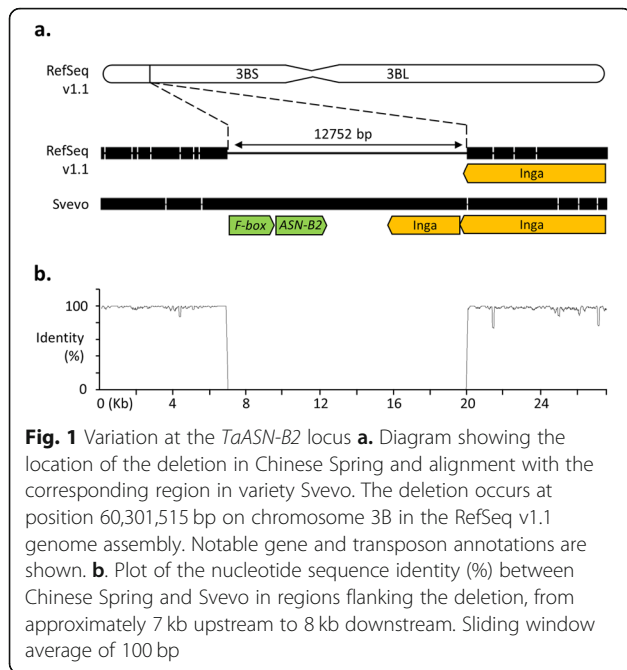 a.
RefSeq
v1.1
3BS 3BL
12752 bp
RefSeq
v1.1
Inga
Svevo
F-box ASN-B2 Inga Inga
b.
100
Identity
(%)
0
0 (Kb) 4 8 12 16 20 24
Fig. 1 Variation at the TaASN-B2 locus a. Diagram showing the
location of the deletion in Chinese Spring and alignment with the
corresponding region in variety Svevo. The deletion occurs at
position 60,301,515 bp on chromosome 3B in the RefSeq v1.1
genome assembly. Notable gene and transposon annotations are
shown. b. Plot of the nucleotide sequence identity (%) between
Chinese Spring and Svevo in regions flanking the deletion, from
approximately 7 kb upstream to 8 kb downstream. Sliding window
average of 100 bp